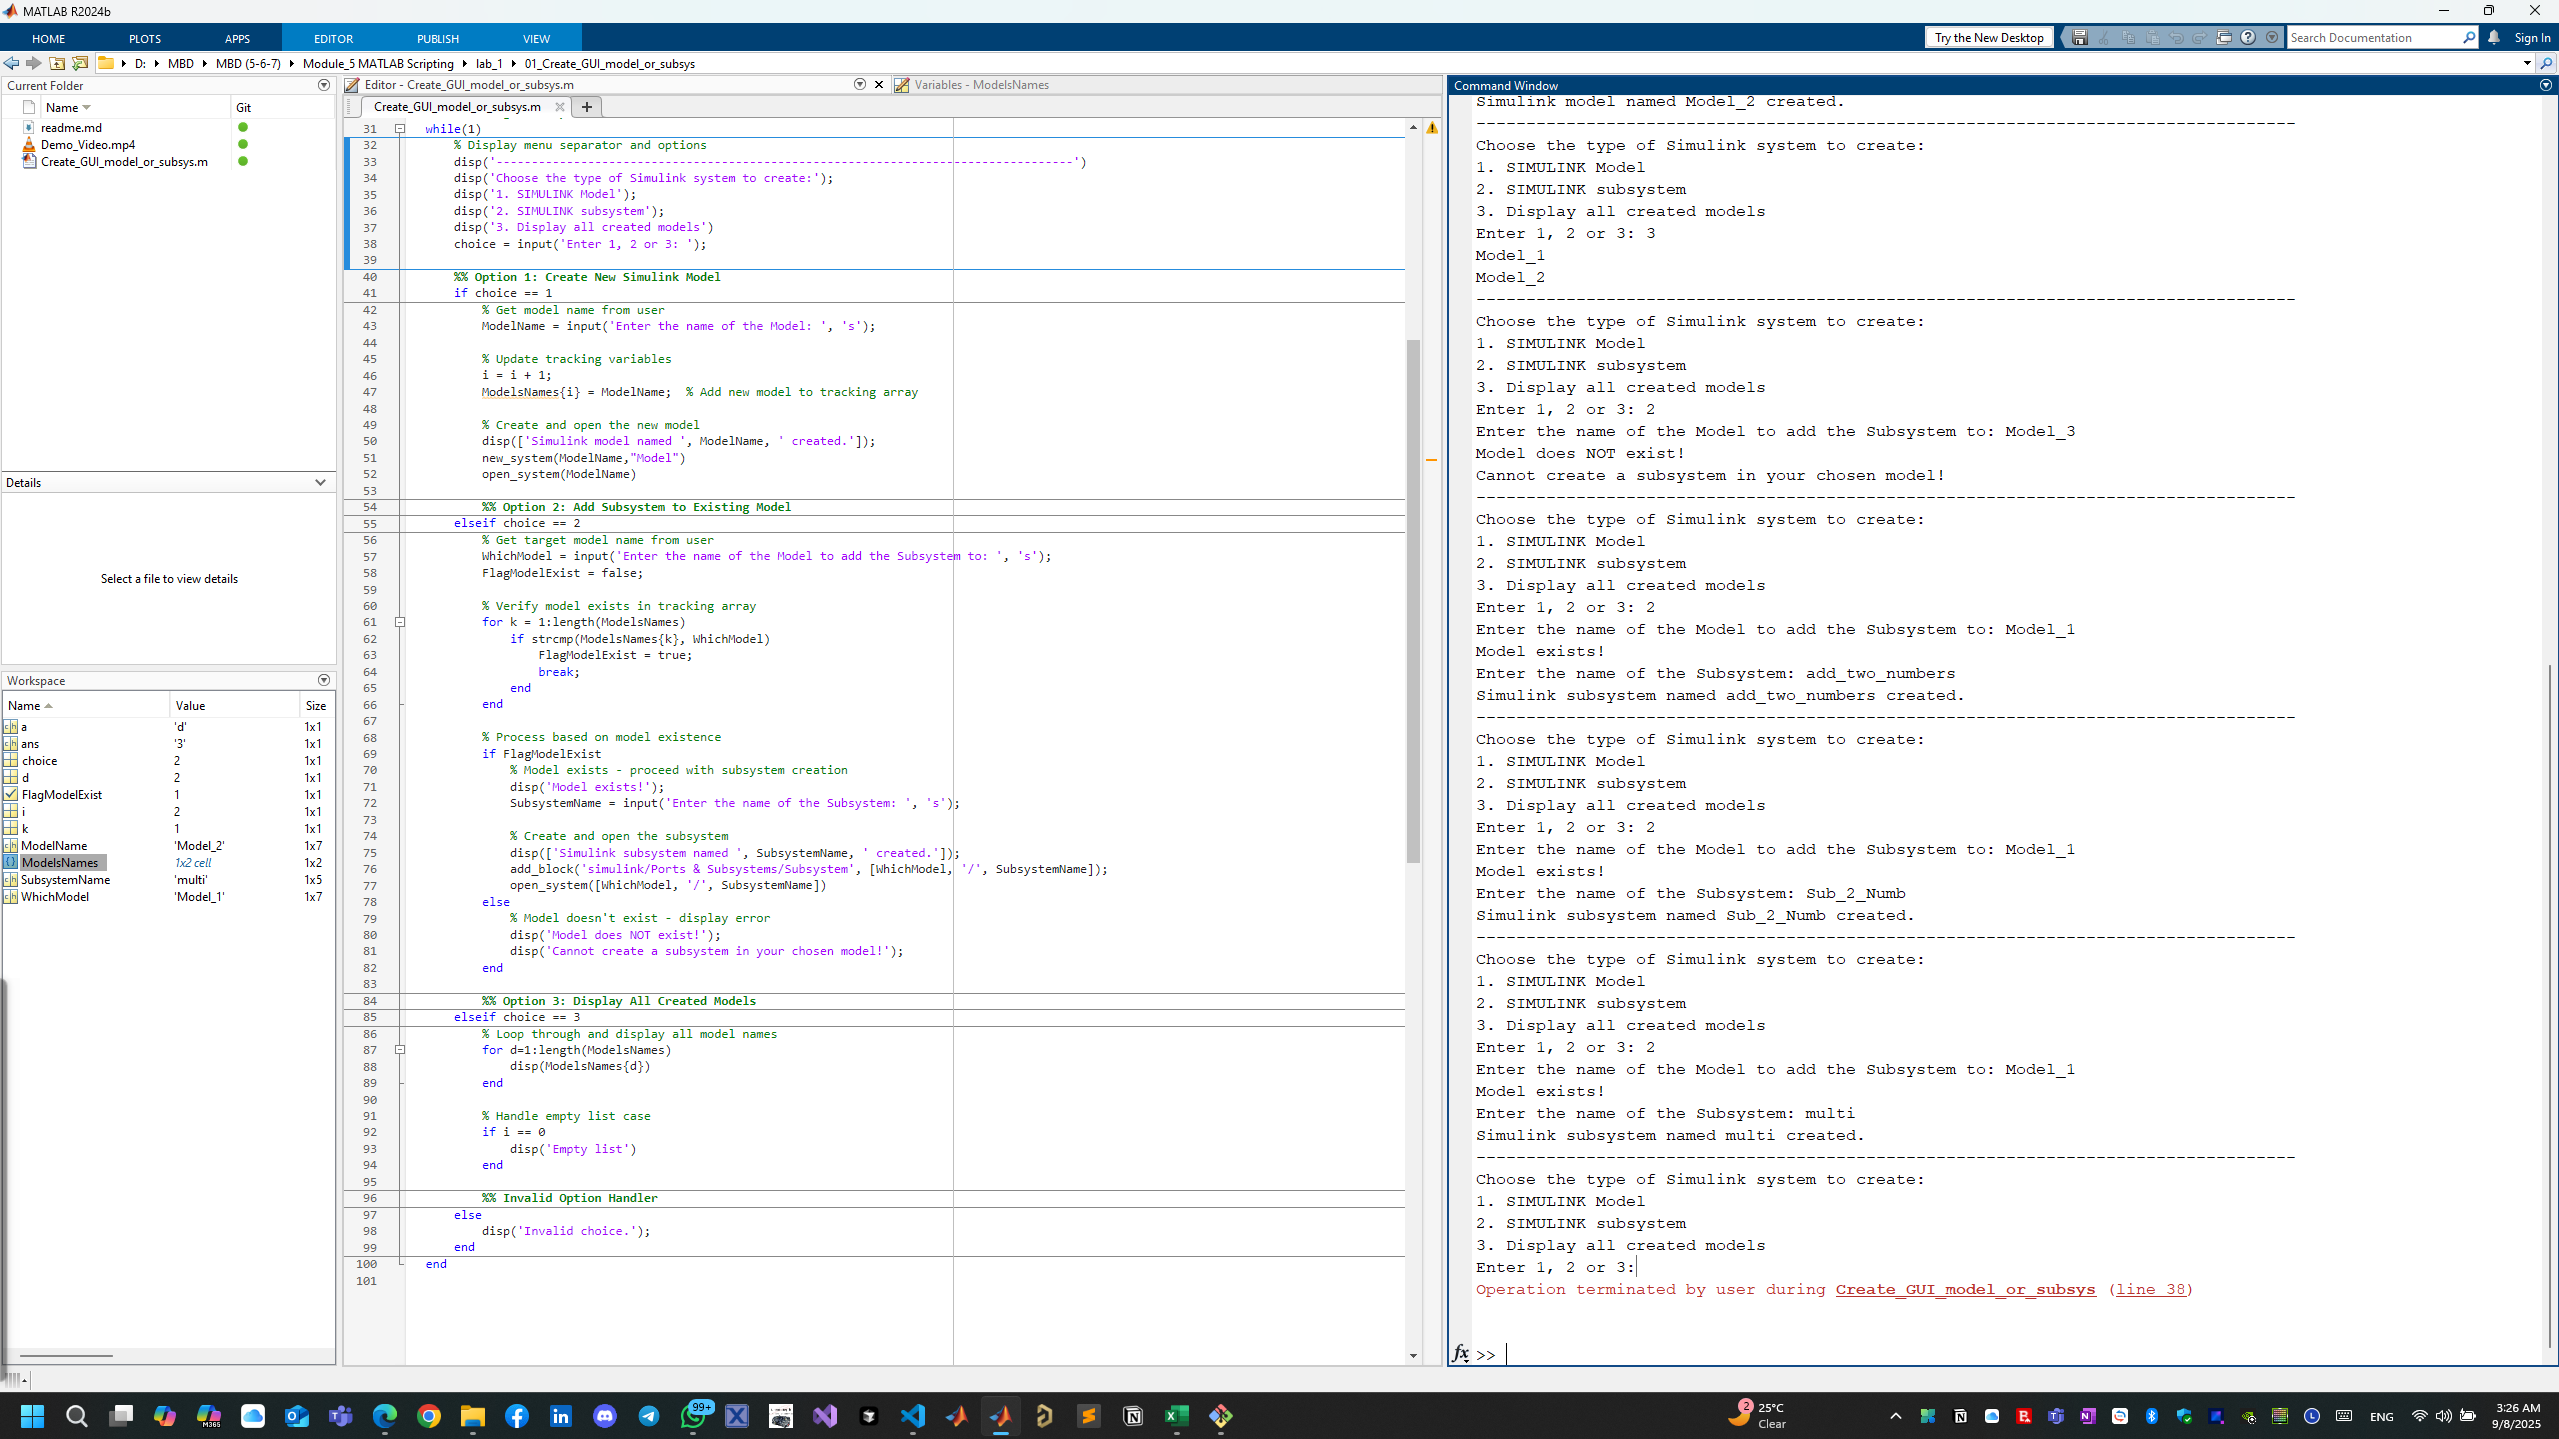 MATLAB R2024b
HOME PLOTS APPS EDITOR PUBLISH VIEW
Try the New Desktop
Search Documentation
Sign In
D: MBD MBD (5-6-7) Module_5 MATLAB Scripting lab_1 01_Create_GUI_model_or_subsys
Current Folder
Name Git
readme.md
Demo_Video.mp4
Create_GUI_model_or_subsys.m
Details
Select a file to view details
Workspace
Name Value Size
a 'd' 1x1
ans '3' 1x1
choice 2 1x1
d 2 1x1
FlagModelExist 1 1x1
i 2 1x1
k 1 1x1
ModelName 'Model_2' 1x7
ModelsNames 1x2 cell 1x2
SubsystemName 'multi' 1x5
WhichModel 'Model_1' 1x7
Editor - Create_GUI_model_or_subsys.m
Variables - ModelsNames
Create_GUI_model_or_subsys.m
31 while(1)
32 % Display menu separator and options
33 disp('----------------------------------------------------------------------------------')
34 disp('Choose the type of Simulink system to create:');
35 disp('1. SIMULINK Model');
36 disp('2. SIMULINK subsystem');
37 disp('3. Display all created models')
38 choice = input('Enter 1, 2 or 3: ');
39
40 %% Option 1: Create New Simulink Model
41 if choice == 1
42 % Get model name from user
43 ModelName = input('Enter the name of the Model: ', 's');
44
45 % Update tracking variables
46 i = i + 1;
47 ModelsNames{i} = ModelName;  % Add new model to tracking array
48
49 % Create and open the new model
50 disp(['Simulink model named ', ModelName, ' created.']);
51 new_system(ModelName,"Model")
52 open_system(ModelName)
53
54 %% Option 2: Add Subsystem to Existing Model
55 elseif choice == 2
56 % Get target model name from user
57 WhichModel = input('Enter the name of the Model to add the Subsystem to: ', 's');
58 FlagModelExist = false;
59
60 % Verify model exists in tracking array
61 for k = 1:length(ModelsNames)
62 if strcmp(ModelsNames{k}, WhichModel)
63 FlagModelExist = true;
64 break;
65 end
66 end
67
68 % Process based on model existence
69 if FlagModelExist
70 % Model exists - proceed with subsystem creation
71 disp('Model exists!');
72 SubsystemName = input('Enter the name of the Subsystem: ', 's');
73
74 % Create and open the subsystem
75 disp(['Simulink subsystem named ', SubsystemName, ' created.']);
76 add_block('simulink/Ports & Subsystems/Subsystem', [WhichModel, '/', SubsystemName]);
77 open_system([WhichModel, '/', SubsystemName])
78 else
79 % Model doesn't exist - display error
80 disp('Model does NOT exist!');
81 disp('Cannot create a subsystem in your chosen model!');
82 end
83
84 %% Option 3: Display All Created Models
85 elseif choice == 3
86 % Loop through and display all model names
87 for d=1:length(ModelsNames)
88 disp(ModelsNames{d})
89 end
90
91 % Handle empty list case
92 if i == 0
93 disp('Empty list')
94 end
95
96 %% Invalid Option Handler
97 else
98 disp('Invalid choice.');
99 end
100 end
101
Command Window
Simulink model named Model_2 created.
----------------------------------------------------------------------------------
Choose the type of Simulink system to create:
1. SIMULINK Model
2. SIMULINK subsystem
3. Display all created models
Enter 1, 2 or 3: 3
Model_1
Model_2
----------------------------------------------------------------------------------
Choose the type of Simulink system to create:
1. SIMULINK Model
2. SIMULINK subsystem
3. Display all created models
Enter 1, 2 or 3: 2
Enter the name of the Model to add the Subsystem to: Model_3
Model does NOT exist!
Cannot create a subsystem in your chosen model!
----------------------------------------------------------------------------------
Choose the type of Simulink system to create:
1. SIMULINK Model
2. SIMULINK subsystem
3. Display all created models
Enter 1, 2 or 3: 2
Enter the name of the Model to add the Subsystem to: Model_1
Model exists!
Enter the name of the Subsystem: add_two_numbers
Simulink subsystem named add_two_numbers created.
----------------------------------------------------------------------------------
Choose the type of Simulink system to create:
1. SIMULINK Model
2. SIMULINK subsystem
3. Display all created models
Enter 1, 2 or 3: 2
Enter the name of the Model to add the Subsystem to: Model_1
Model exists!
Enter the name of the Subsystem: Sub_2_Numb
Simulink subsystem named Sub_2_Numb created.
----------------------------------------------------------------------------------
Choose the type of Simulink system to create:
1. SIMULINK Model
2. SIMULINK subsystem
3. Display all created models
Enter 1, 2 or 3: 2
Enter the name of the Model to add the Subsystem to: Model_1
Model exists!
Enter the name of the Subsystem: multi
Simulink subsystem named multi created.
----------------------------------------------------------------------------------
Choose the type of Simulink system to create:
1. SIMULINK Model
2. SIMULINK subsystem
3. Display all created models
Enter 1, 2 or 3:
Operation terminated by user during Create_GUI_model_or_subsys (line 38)
fx >>
99+
2
25°C
Clear
ENG
3:26 AM
9/8/2025